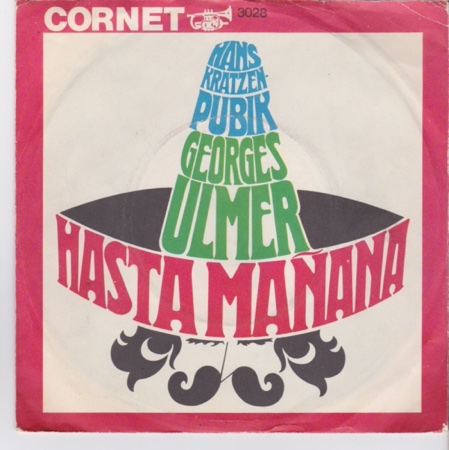 CORNET 3028
HANS
KRATZEN-
PUBIK
GEORGES
ULMER
HASTA MAÑANA